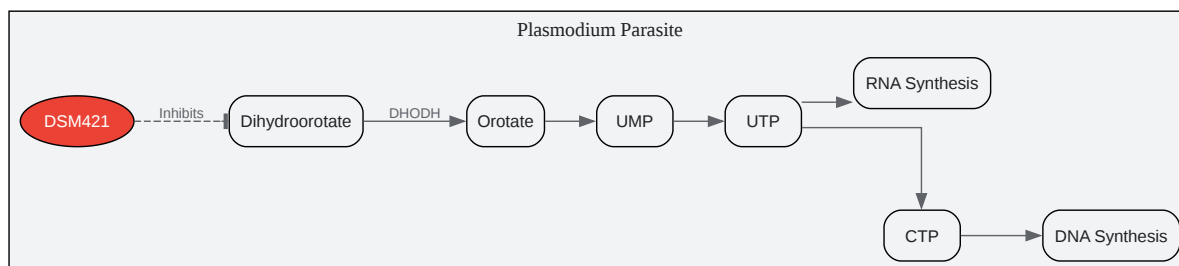 Plasmodium Parasite
RNA Synthesis
DSM421
Inhibits
Dihydroorotate
DHODH
Orotate
UMP
UTP
CTP
DNA Synthesis